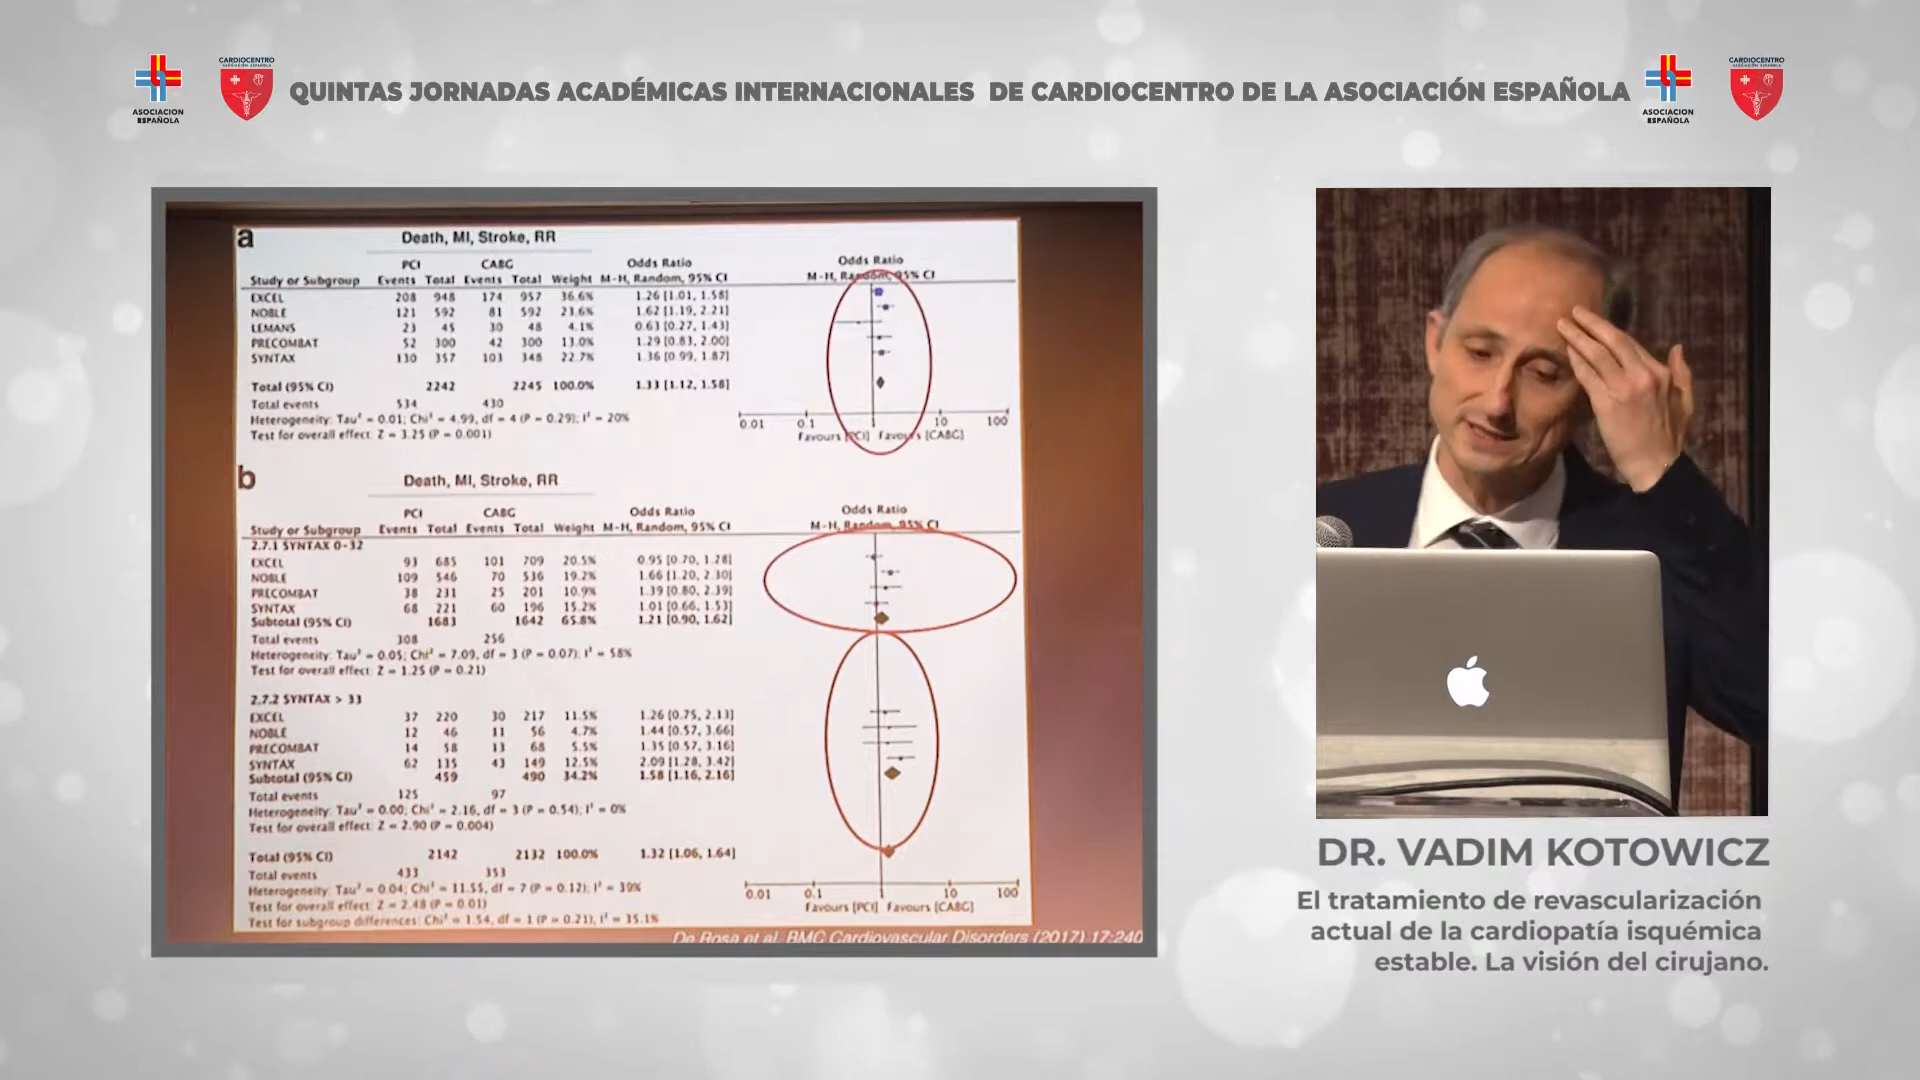 ASOCIACION
ESPAÑOLA
CARDIOCENTRO
ASOCIACIÓN ESPAÑOLA
QUINTAS JORNADAS ACADÉMICAS INTERNACIONALES DE CARDIOCENTRO DE LA ASOCIACIÓN ESPAÑOLA
ASOCIACION
ESPAÑOLA
CARDIOCENTRO
ASOCIACIÓN ESPAÑOLA
a
Death, MI, Stroke, RR
PCI CABG Odds Ratio Odds Ratio
Study or Subgroup Events Total Events Total Weight M-H, Random, 95% CI M-H, Random, 95% CI
EXCEL 208 948 174 957 36.6% 1.26 [1.01, 1.58]
NOBLE 121 592 81 592 23.6% 1.62 [1.19, 2.21]
LEMANS 23 45 30 48 4.1% 0.63 [0.27, 1.43]
PRECOMBAT 52 300 42 300 13.0% 1.29 [0.83, 2.00]
SYNTAX 130 357 103 348 22.7% 1.36 [0.99, 1.87]
Total (95% CI) 2242 2245 100.0% 1.33 [1.12, 1.58]
Total events 534 430
Heterogeneity: Tau² = 0.01; Chi² = 4.99, df = 4 (P = 0.29); I² = 20%
Test for overall effect: Z = 3.25 (P = 0.001)
0.01 0.1 1 10 100
Favours [PCI] Favours [CABG]
b
Death, MI, Stroke, RR
PCI CABG Odds Ratio Odds Ratio
Study or Subgroup Events Total Events Total Weight M-H, Random, 95% CI M-H, Random, 95% CI
2.7.1 SYNTAX 0-32
EXCEL 93 685 101 709 20.5% 0.95 [0.70, 1.28]
NOBLE 109 546 70 536 19.2% 1.66 [1.20, 2.30]
PRECOMBAT 38 231 25 201 10.9% 1.39 [0.80, 2.39]
SYNTAX 68 221 60 196 15.2% 1.01 [0.66, 1.53]
Subtotal (95% CI) 1683 1642 65.8% 1.21 [0.90, 1.62]
Total events 308 256
Heterogeneity: Tau² = 0.05; Chi² = 7.09, df = 3 (P = 0.07); I² = 58%
Test for overall effect: Z = 1.25 (P = 0.21)
2.7.2 SYNTAX > 33
EXCEL 37 220 30 217 11.5% 1.26 [0.75, 2.13]
NOBLE 12 46 11 56 4.7% 1.44 [0.57, 3.66]
PRECOMBAT 14 58 13 68 5.5% 1.35 [0.57, 3.16]
SYNTAX 62 135 43 149 12.5% 2.09 [1.28, 3.42]
Subtotal (95% CI) 459 490 34.2% 1.58 [1.16, 2.16]
Total events 125 97
Heterogeneity: Tau² = 0.00; Chi² = 2.16, df = 3 (P = 0.54); I² = 0%
Test for overall effect: Z = 2.90 (P = 0.004)
Total (95% CI) 2142 2132 100.0% 1.32 [1.06, 1.64]
Total events 433 353
Heterogeneity: Tau² = 0.04; Chi² = 11.55, df = 7 (P = 0.12); I² = 39%
Test for overall effect: Z = 2.48 (P = 0.01)
Test for subgroup differences: Chi² = 1.54, df = 1 (P = 0.21), I² = 35.1%
0.01 0.1 1 10 100
Favours [PCI] Favours [CABG]
De Rosa et al. BMC Cardiovascular Disorders (2017) 17:240
DR. VADIM KOTOWICZ
El tratamiento de revascularización
actual de la cardiopatía isquémica
estable. La visión del cirujano.